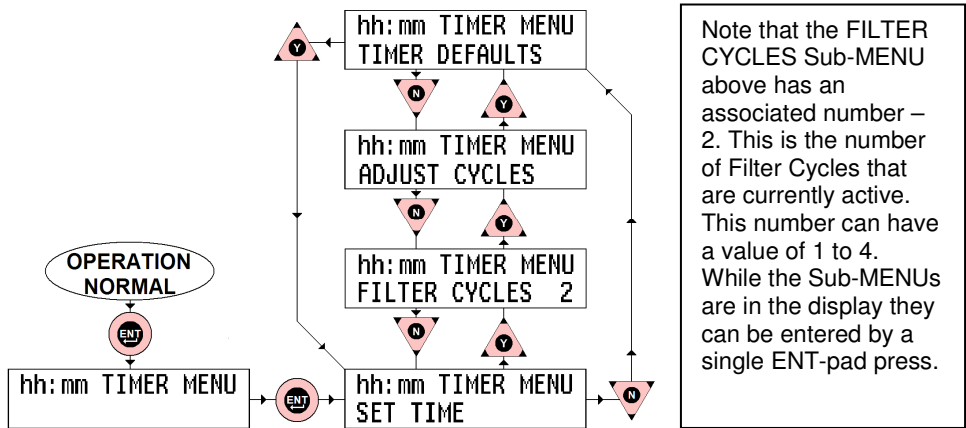 hh:mm TIMER MENU
TIMER DEFAULTS
Y
N
Y
hh:mm TIMER MENU
ADJUST CYCLES
N
Y
hh:mm TIMER MENU
FILTER CYCLES 2
N
Y
OPERATION
NORMAL
ENT
hh:mm TIMER MENU
ENT
hh:mm TIMER MENU
SET TIME
N
Note that the FILTER
CYCLES Sub-MENU
above has an
associated number –
2. This is the number
of Filter Cycles that
are currently active.
This number can have
a value of 1 to 4.
While the Sub-MENUs
are in the display they
can be entered by a
single ENT-pad press.